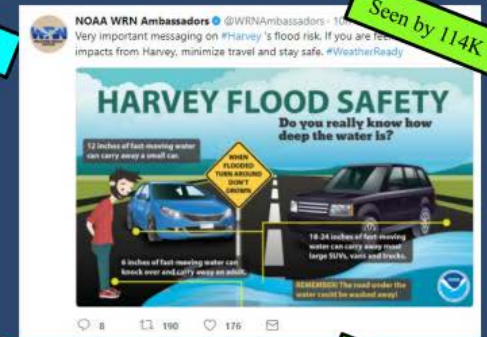 NOAA WRN Ambassadors @WRNAmbassadors · 10
Seen by 114K
Very important messaging on #Harvey 's flood risk. If you are
impacts from Harvey, minimize travel and stay safe. #WeatherReady
HARVEY FLOOD SAFETY
Do you really know how
deep the water is?
12 inches of fast-moving water
can carry away a small car.
WHEN
FLOODED
TURN AROUND
DON'T
DROWN
18-24 inches of fast-moving
water can carry away most
large SUVs, vans and trucks.
6 inches of fast-moving water can
knock over and carry away an adult.
REMEMBER! The road under the
water could be washed away!
8 190 176